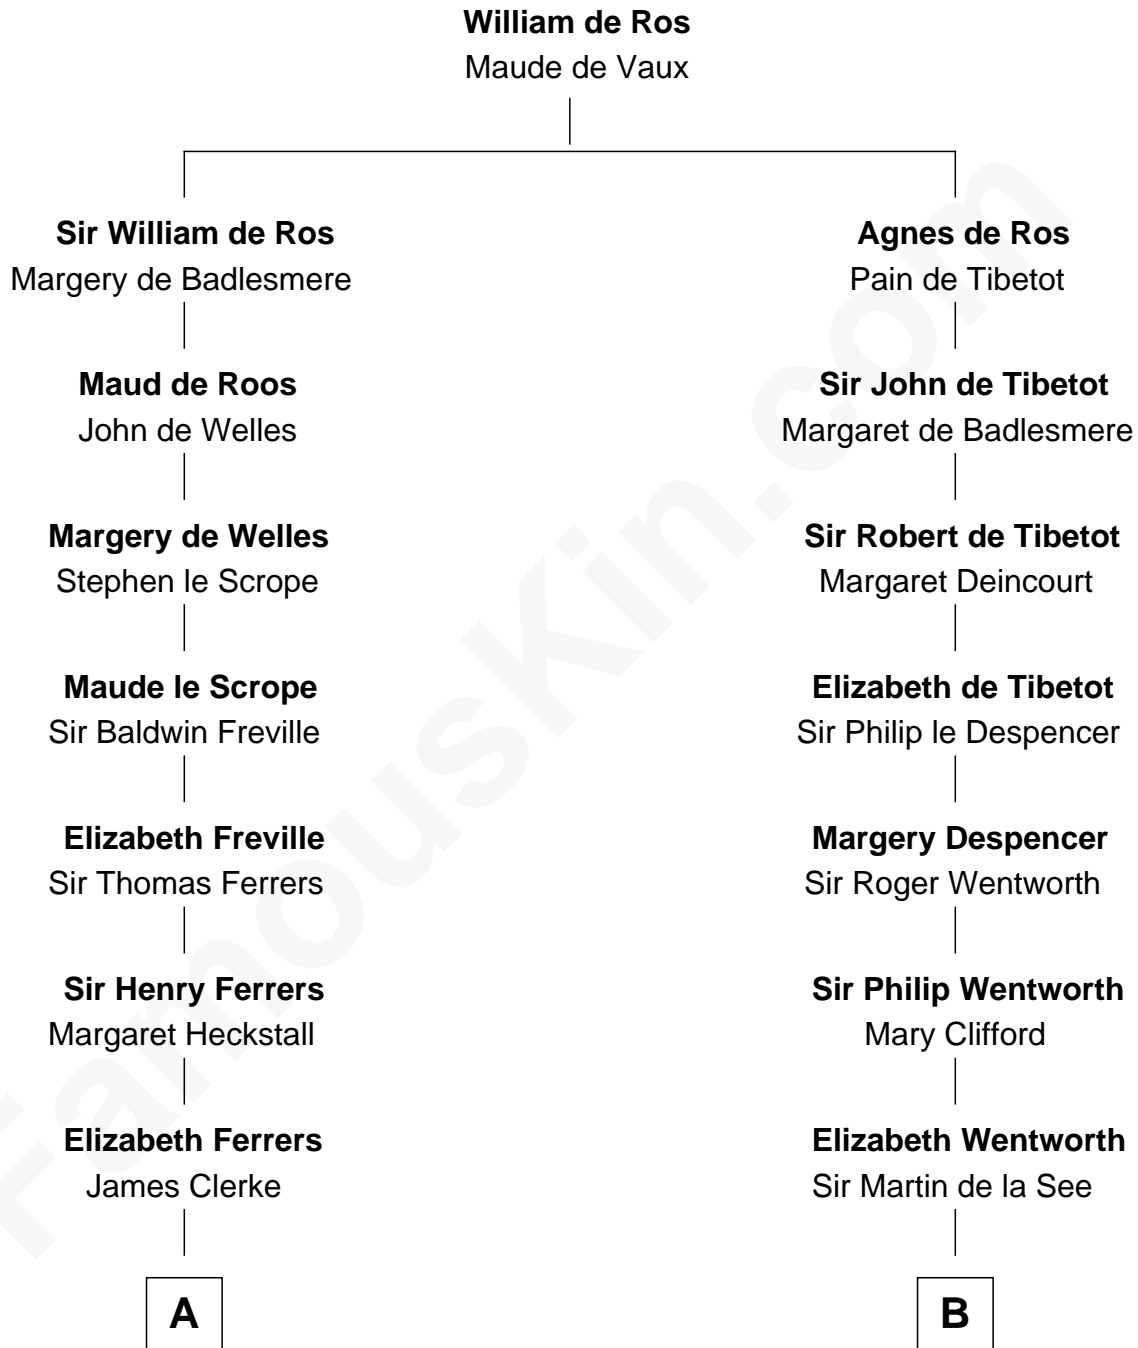 William de Ros
Maude de Vaux
Sir William de Ros
Margery de Badlesmere
Maud de Roos
John de Welles
Margery de Welles
Stephen le Scrope
Maude le Scrope
Sir Baldwin Freville
Elizabeth Freville
Sir Thomas Ferrers
Sir Henry Ferrers
Margaret Heckstall
Elizabeth Ferrers
James Clerke
A
Agnes de Ros
Pain de Tibetot
Sir John de Tibetot
Margaret de Badlesmere
Sir Robert de Tibetot
Margaret Deincourt
Elizabeth de Tibetot
Sir Philip le Despencer
Margery Despencer
Sir Roger Wentworth
Sir Philip Wentworth
Mary Clifford
Elizabeth Wentworth
Sir Martin de la See
B
FamousKin.com